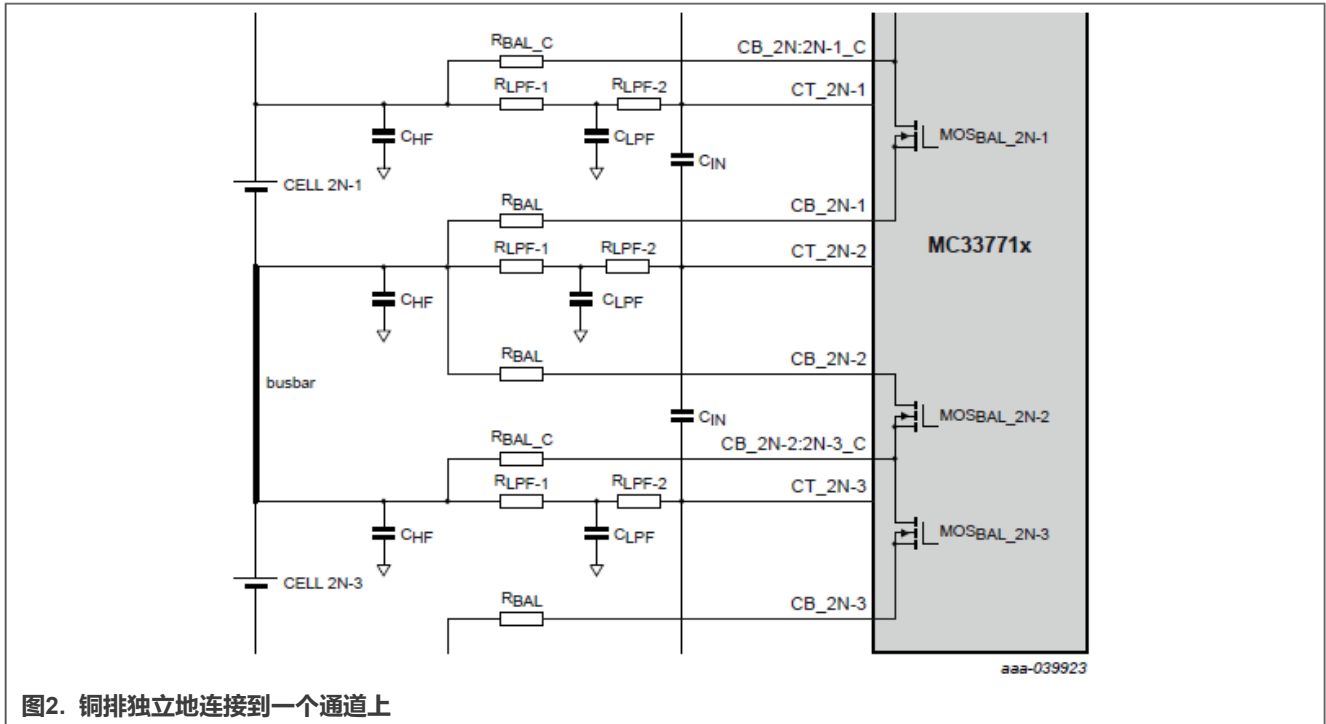 RBAL_C
CB_2N:2N-1_C
RLPF-1
RLPF-2
CT_2N-1
CHF
CLPF
MOSBAL_2N-1
CIN
CELL 2N-1
RBAL
CB_2N-1
MC33771x
RLPF-1
RLPF-2
CT_2N-2
CHF
CLPF
RBAL
CB_2N-2
busbar
CIN
MOSBAL_2N-2
RBAL_C
CB_2N-2:2N-3_C
RLPF-1
RLPF-2
CT_2N-3
CHF
CLPF
MOSBAL_2N-3
CELL 2N-3
RBAL
CB_2N-3
aaa-039923
图2. 铜排独立地连接到一个通道上